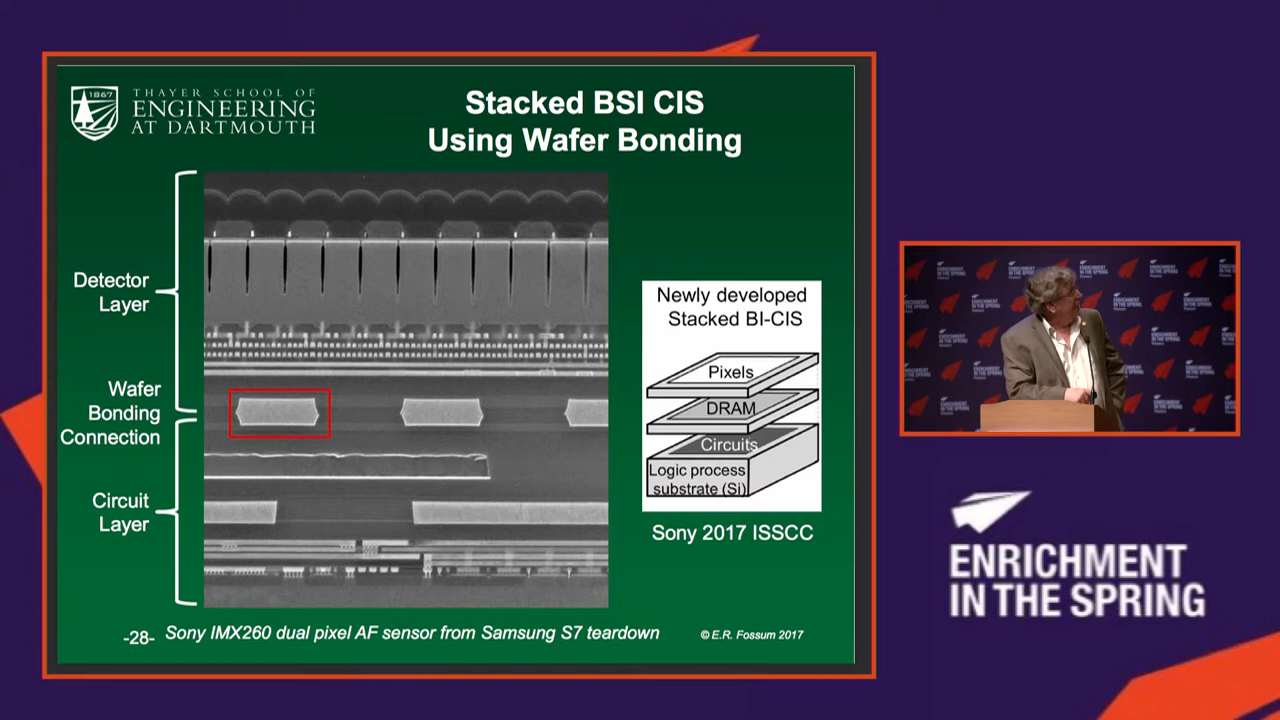 1867
THAYER SCHOOL OF
ENGINEERING
AT DARTMOUTH
Stacked BSI CIS
Using Wafer Bonding
Detector
Layer
Wafer
Bonding
Connection
Circuit
Layer
Newly developed
Stacked BI-CIS
Pixels
DRAM
Circuits
Logic process
substrate (Si)
Sony 2017 ISSCC
-28-
Sony IMX260 dual pixel AF sensor from Samsung S7 teardown
© E.R. Fossum 2017
ENRICHMENT
IN THE SPRING